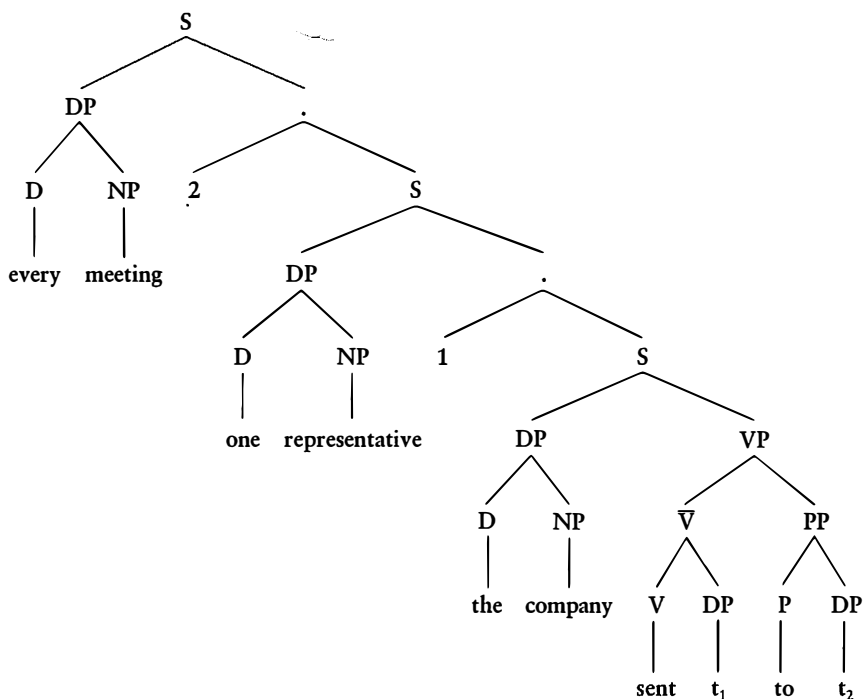 S
DP .
D NP 2 S
every meeting DP .
D NP 1 S
one representative DP VP
D NP V̅ PP
the company V DP P DP
sent t₁ to t₂